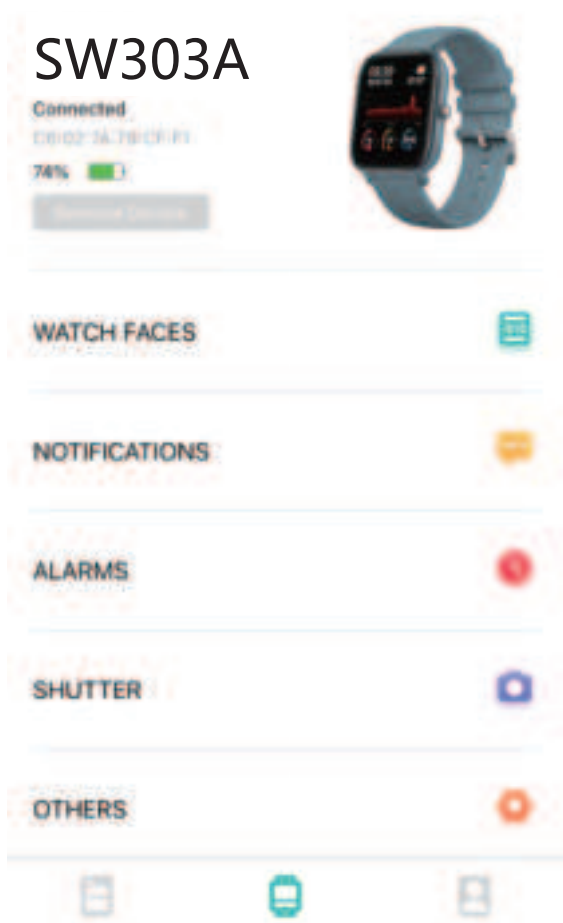 SW303A
Connected
74%
WATCH FACES
NOTIFICATIONS
ALARMS
SHUTTER
OTHERS